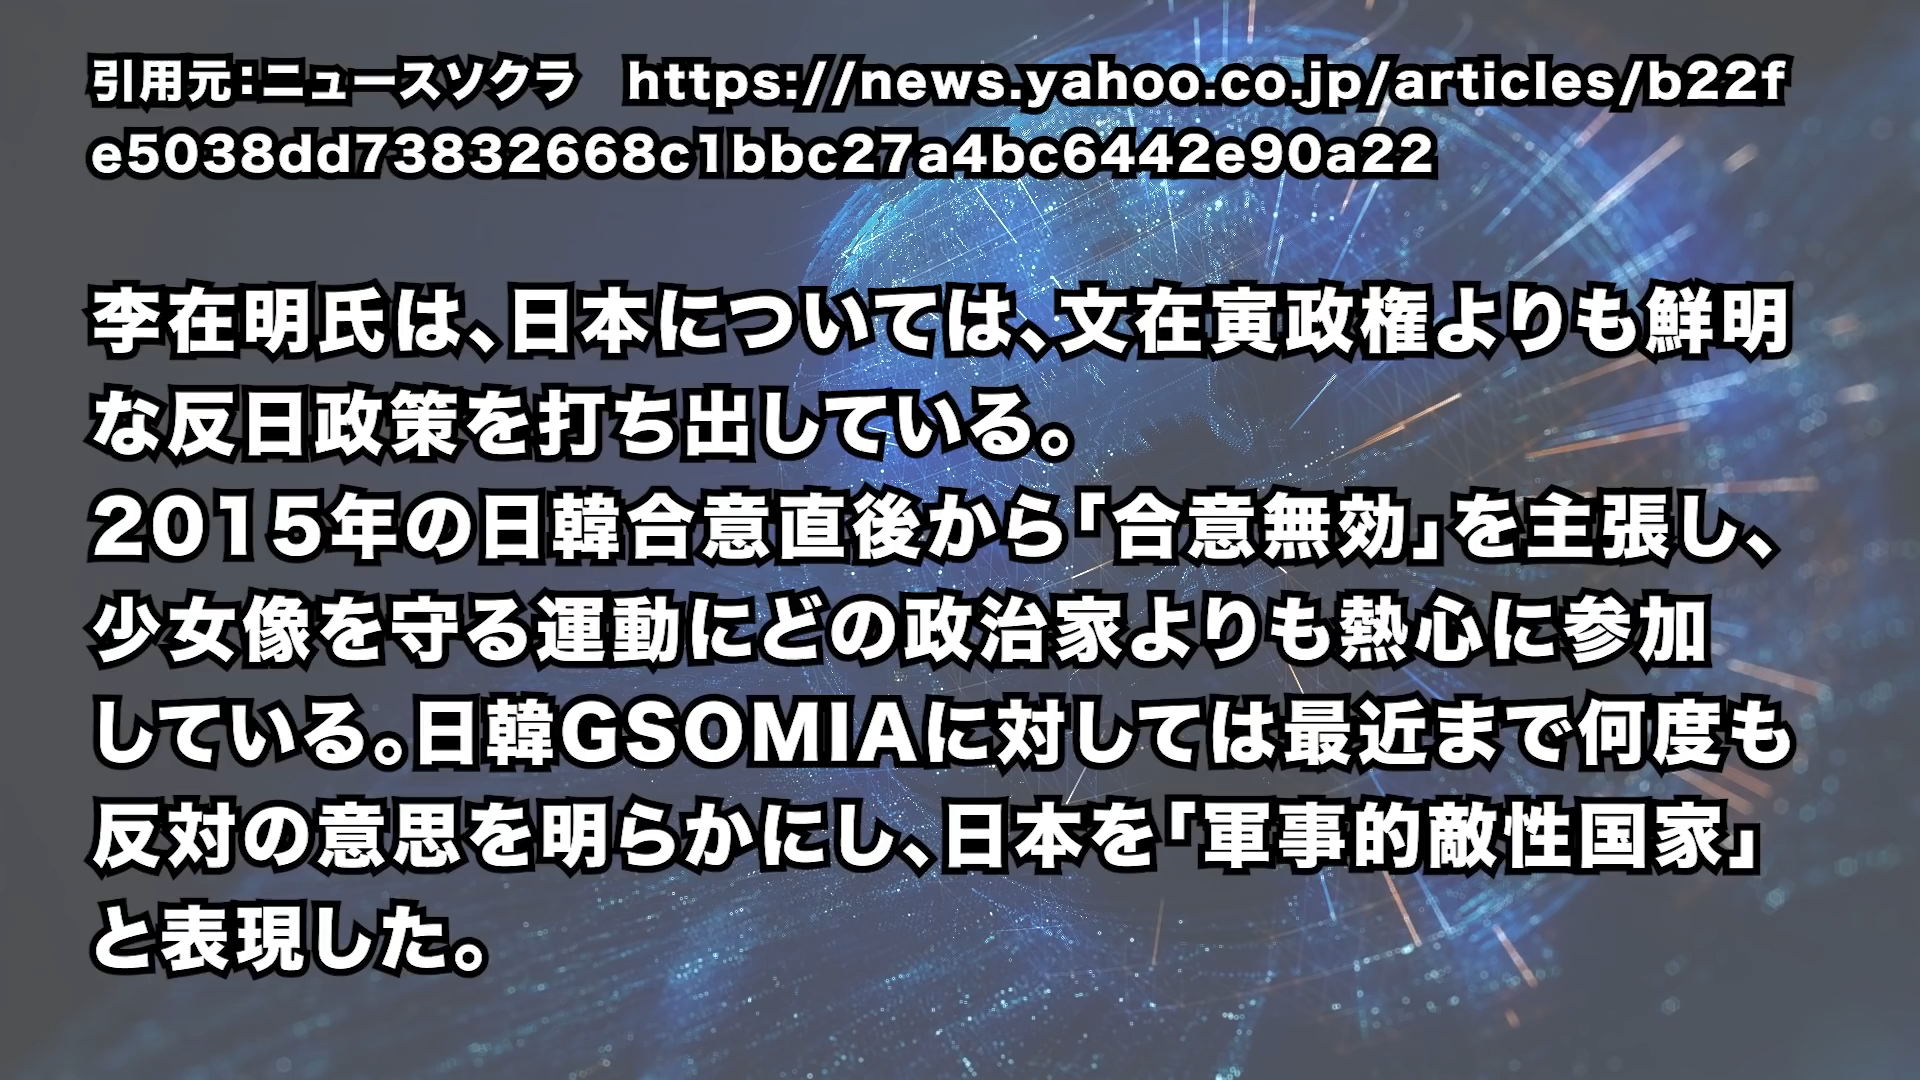 引用元：ニュースソクラ　https://news.yahoo.co.jp/articles/b22f
e5038dd73832668c1bbc27a4bc6442e90a22
李在明氏は、日本については、文在寅政権よりも鮮明
な反日政策を打ち出している。
2015年の日韓合意直後から「合意無効」を主張し、
少女像を守る運動にどの政治家よりも熱心に参加
している。日韓GSOMIAに対しては最近まで何度も
反対の意思を明らかにし、日本を「軍事的敵性国家」
と表現した。